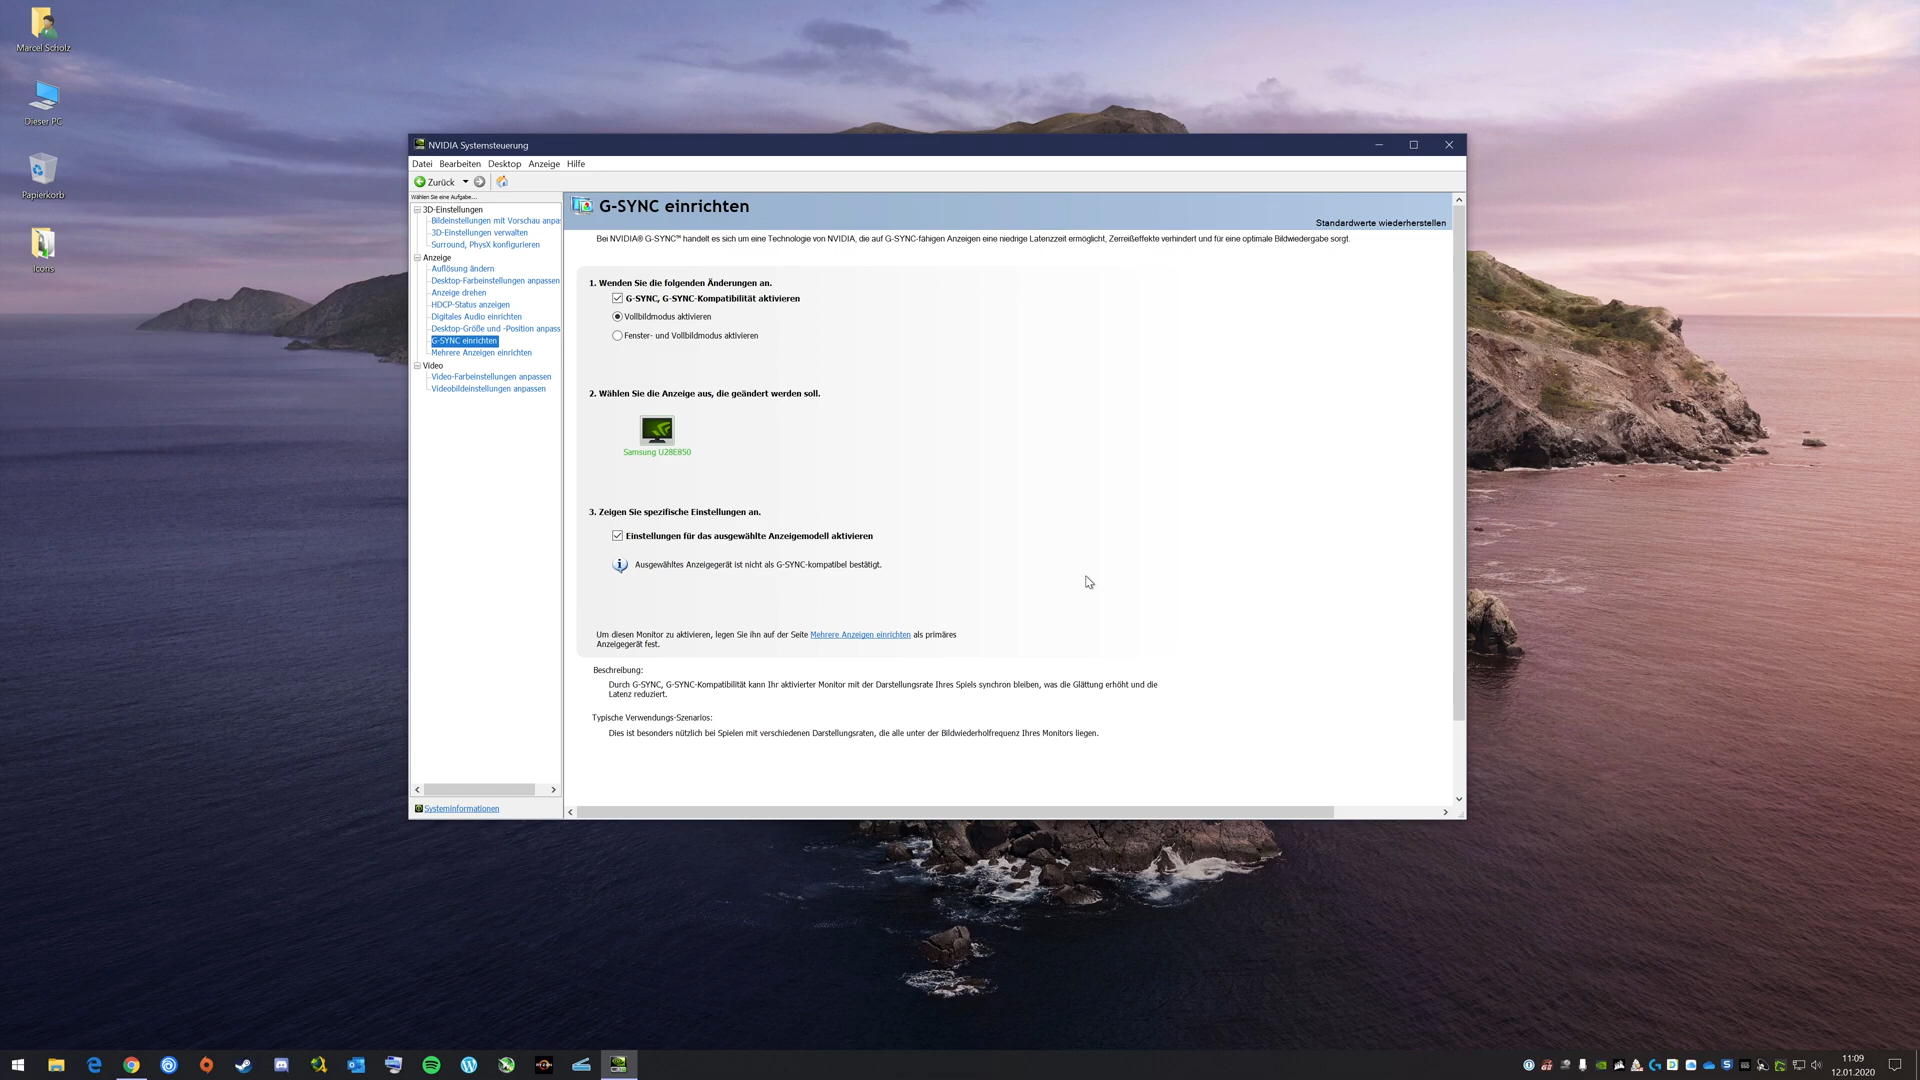 Marcel Scholz
Dieser PC
Papierkorb
Icons
NVIDIA Systemsteuerung
Datei Bearbeiten Desktop Anzeige Hilfe
Zurück
Wählen Sie eine Aufgabe...
3D-Einstellungen
Bildeinstellungen mit Vorschau anpa
3D-Einstellungen verwalten
Surround, PhysX konfigurieren
Anzeige
Auflösung ändern
Desktop-Farbeinstellungen anpassen
Anzeige drehen
HDCP-Status anzeigen
Digitales Audio einrichten
Desktop-Größe und -Position anpass
G-SYNC einrichten
Mehrere Anzeigen einrichten
Video
Video-Farbeinstellungen anpassen
Videobildeinstellungen anpassen
Systeminformationen
G-SYNC einrichten
Standardwerte wiederherstellen
Bei NVIDIA® G-SYNC™ handelt es sich um eine Technologie von NVIDIA, die auf G-SYNC-fähigen Anzeigen eine niedrige Latenzzeit ermöglicht, Zerreißeffekte verhindert und für eine optimale Bildwiedergabe sorgt.
1. Wenden Sie die folgenden Änderungen an.
G-SYNC, G-SYNC-Kompatibilität aktivieren
Vollbildmodus aktivieren
Fenster- und Vollbildmodus aktivieren
2. Wählen Sie die Anzeige aus, die geändert werden soll.
Samsung U28E850
3. Zeigen Sie spezifische Einstellungen an.
Einstellungen für das ausgewählte Anzeigemodell aktivieren
Ausgewähltes Anzeigegerät ist nicht als G-SYNC-kompatibel bestätigt.
Um diesen Monitor zu aktivieren, legen Sie ihn auf der Seite Mehrere Anzeigen einrichten als primäres
Anzeigegerät fest.
Beschreibung:
Durch G-SYNC, G-SYNC-Kompatibilität kann Ihr aktivierter Monitor mit der Darstellungsrate Ihres Spiels synchron bleiben, was die Glättung erhöht und die
Latenz reduziert.
Typische Verwendungs-Szenarios:
Dies ist besonders nützlich bei Spielen mit verschiedenen Darstellungsraten, die alle unter der Bildwiederholfrequenz Ihres Monitors liegen.
11:09
12.01.2020